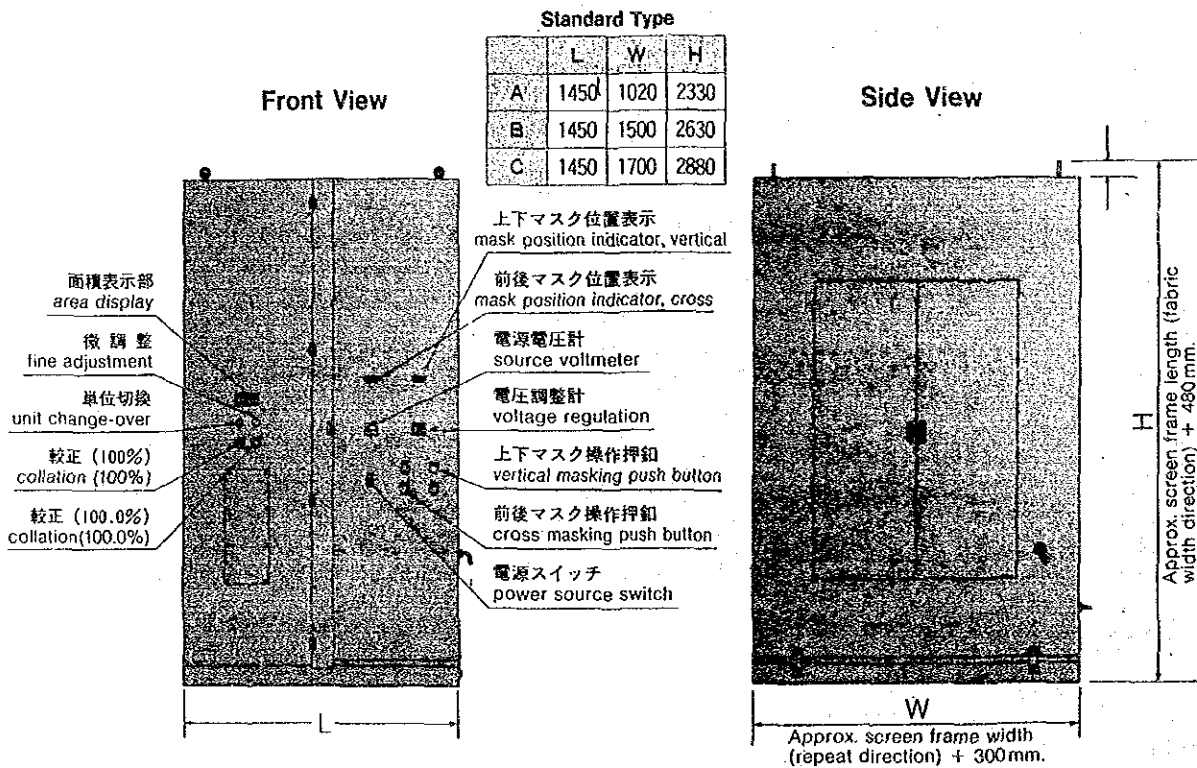 Standard Type
L W H
A 1450 1020 2330
B 1450 1500 2630
C 1450 1700 2880
Front View
Side View
面積表示部
area display
微調整
fine adjustment
単位切換
unit change-over
較正 (100%)
collation (100%)
較正 (100.0%)
collation(100.0%)
上下マスク位置表示
mask position indicator, vertical
前後マスク位置表示
mask position indicator, cross
電源電圧計
source voltmeter
電圧調整計
voltage regulation
上下マスク操作押釦
vertical masking push button
前後マスク操作押釦
cross masking push button
電源スイッチ
power source switch
L
W
Approx. screen frame width
(repeat direction) + 300mm.
H
Approx. screen frame length (fabric
width direction) + 480mm.